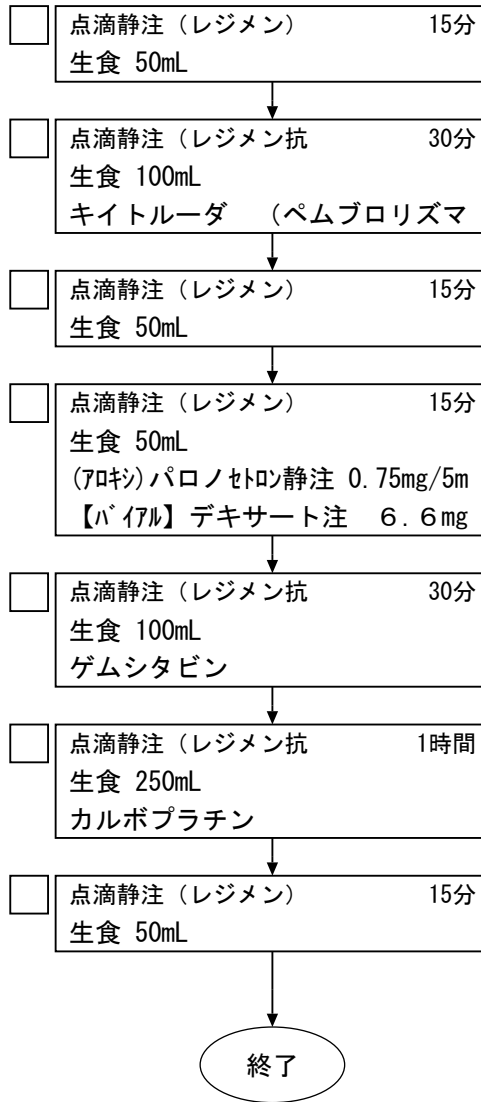 点滴静注（レジメン） 15分
生食 50mL
点滴静注（レジメン抗 30分
生食 100mL
キイトルーダ　（ペムブロリズマ
点滴静注（レジメン） 15分
生食 50mL
点滴静注（レジメン） 15分
生食 50mL
(ｱﾛｷｼ)パロノｾﾄﾛﾝ静注 0.75mg/5m
【ﾊﾞｲｱﾙ】デキサート注　６.６mg
点滴静注（レジメン抗 30分
生食 100mL
ゲムシタビン
点滴静注（レジメン抗 1時間
生食 250mL
カルボプラチン
点滴静注（レジメン） 15分
生食 50mL
終了